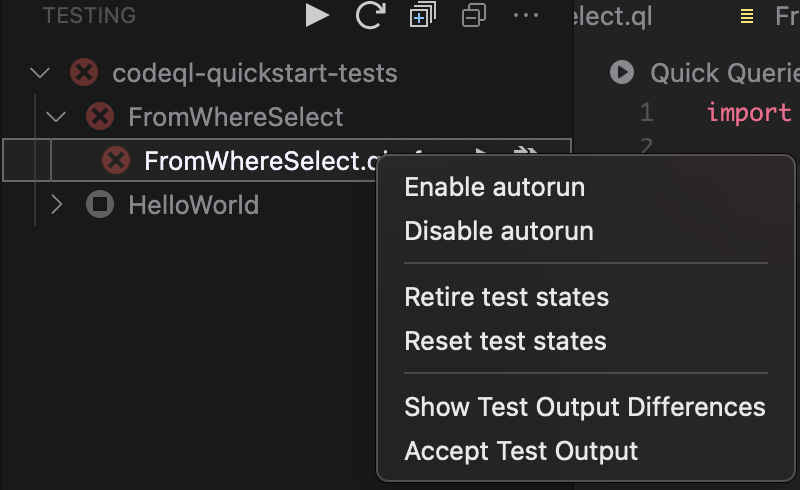 TESTING
elect.ql
Fr
codeql-quickstart-tests
Quick Querie
FromWhereSelect
1 import
FromWhereSelect.
2
HelloWorld
Enable autorun
Disable autorun
Retire test states
Reset test states
Show Test Output Differences
Accept Test Output